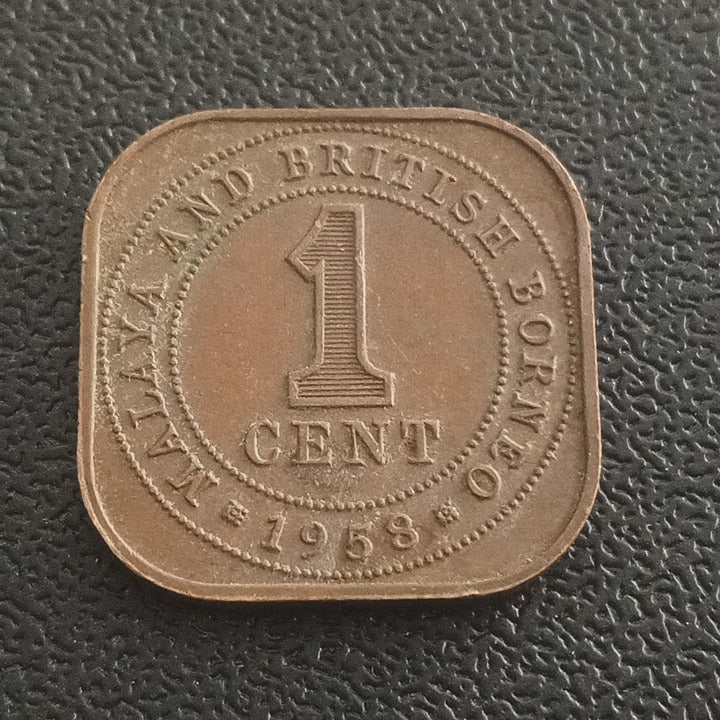 MALAYA AND BRITISH BORNEO
1
CENT
1958